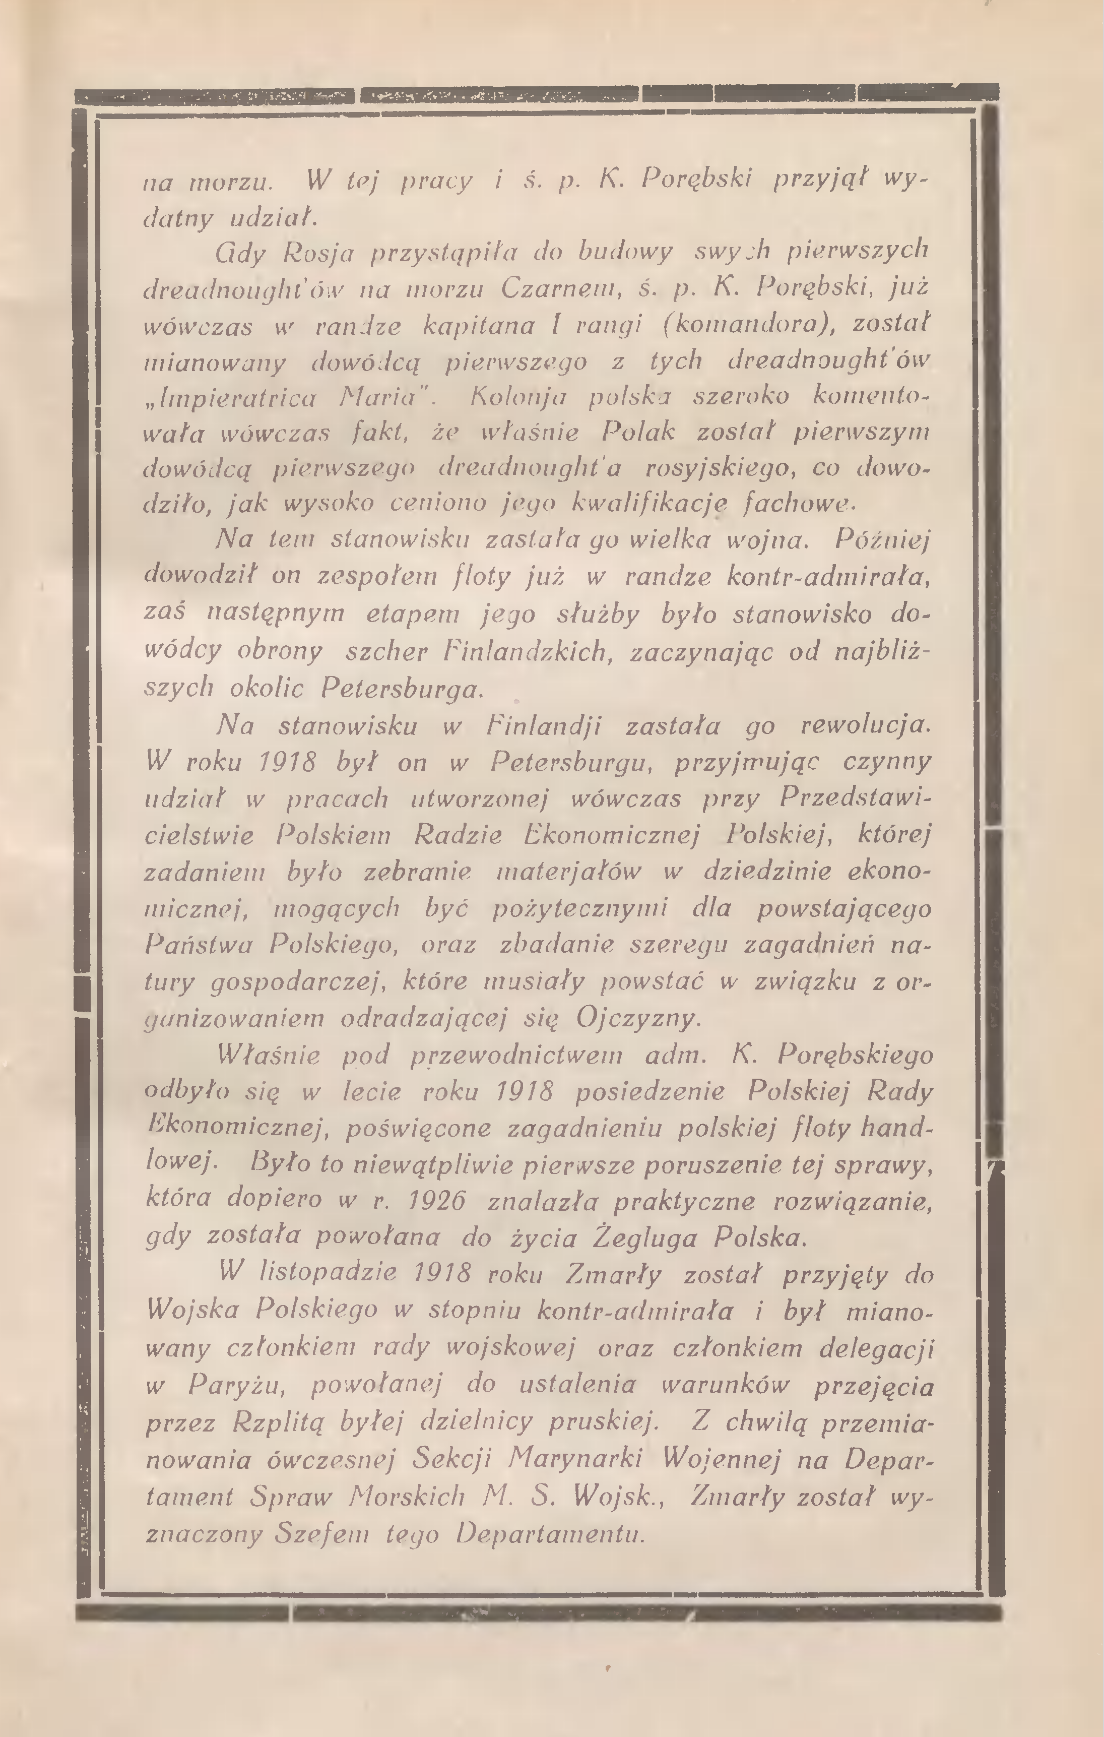 na morzu. W tej pracy i ś. p. K. Porębski przyjął wy-
datny udział.
Gdy Rosja przystąpiła do budowy swych pierwszych
dreadnought'ów na morzu Czarnem, ś. p. K. Porębski, już
wówczas w randze kapitana I rangi (komandora), został
mianowany dowódcą pierwszego z tych dreadnought'ów
„Impieratrica Maria". Kolonja polska szeroko komento-
wała wówczas fakt, że właśnie Polak został pierwszym
dowódcą pierwszego dreadnought'a rosyjskiego, co dowo-
dziło, jak wysoko ceniono jego kwalifikacje fachowe.
Na tem stanowisku zastała go wielka wojna. Później
dowodził on zespołem floty już w randze kontr-admirała,
zaś następnym etapem jego służby było stanowisko do-
wódcy obrony szcher Finlandzkich, zaczynając od najbliż-
szych okolic Petersburga.
Na stanowisku w Finlandji zastała go rewolucja.
W roku 1918 był on w Petersburgu, przyjmując czynny
udział w pracach utworzonej wówczas przy Przedstawi-
cielstwie Polskiem Radzie Ekonomicznej Polskiej, której
zadaniem było zebranie materjałów w dziedzinie ekono-
micznej, mogących być pożytecznymi dla powstającego
Państwa Polskiego, oraz zbadanie szeregu zagadnień na-
tury gospodarczej, które musiały powstać w związku z or-
ganizowaniem odradzającej się Ojczyzny.
Właśnie pod przewodnictwem adm. K. Porębskiego
odbyło się w lecie roku 1918 posiedzenie Polskiej Rady
Ekonomicznej, poświęcone zagadnieniu polskiej floty hand-
lowej. Było to niewątpliwie pierwsze poruszenie tej sprawy,
która dopiero w r. 1926 znalazła praktyczne rozwiązanie,
gdy została powołana do życia Żegluga Polska.
W listopadzie 1918 roku Zmarły został przyjęty do
Wojska Polskiego w stopniu kontr-admirała i był miano-
wany członkiem rady wojskowej oraz członkiem delegacji
w Paryżu, powołanej do ustalenia warunków przejęcia
przez Rzplitą byłej dzielnicy pruskiej. Z chwilą przemia-
nowania ówczesnej Sekcji Marynarki Wojennej na Depar-
tament Spraw Morskich M. S. Wojsk., Zmarły został wy-
znaczony Szefem tego Departamentu.